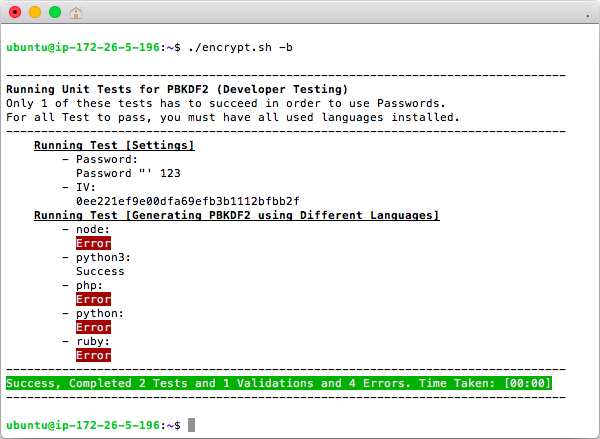 ubuntu@ip-172-26-5-196:~$ ./encrypt.sh -b
--------------------------------------------------------------------------------
Running Unit Tests for PBKDF2 (Developer Testing)
Only 1 of these tests has to succeed in order to use Passwords.
For all Test to pass, you must have all used languages installed.
--------------------------------------------------------------------------------
Running Test [Settings]
- Password:
Password "' 123
- IV:
0ee221ef9e00dfa69efb3b1112bfbb2f
Running Test [Generating PBKDF2 using Different Languages]
- node:
Error
- python3:
Success
- php:
Error
- python:
Error
- ruby:
Error
--------------------------------------------------------------------------------
Success, Completed 2 Tests and 1 Validations and 4 Errors. Time Taken: [00:00]
--------------------------------------------------------------------------------
ubuntu@ip-172-26-5-196:~$